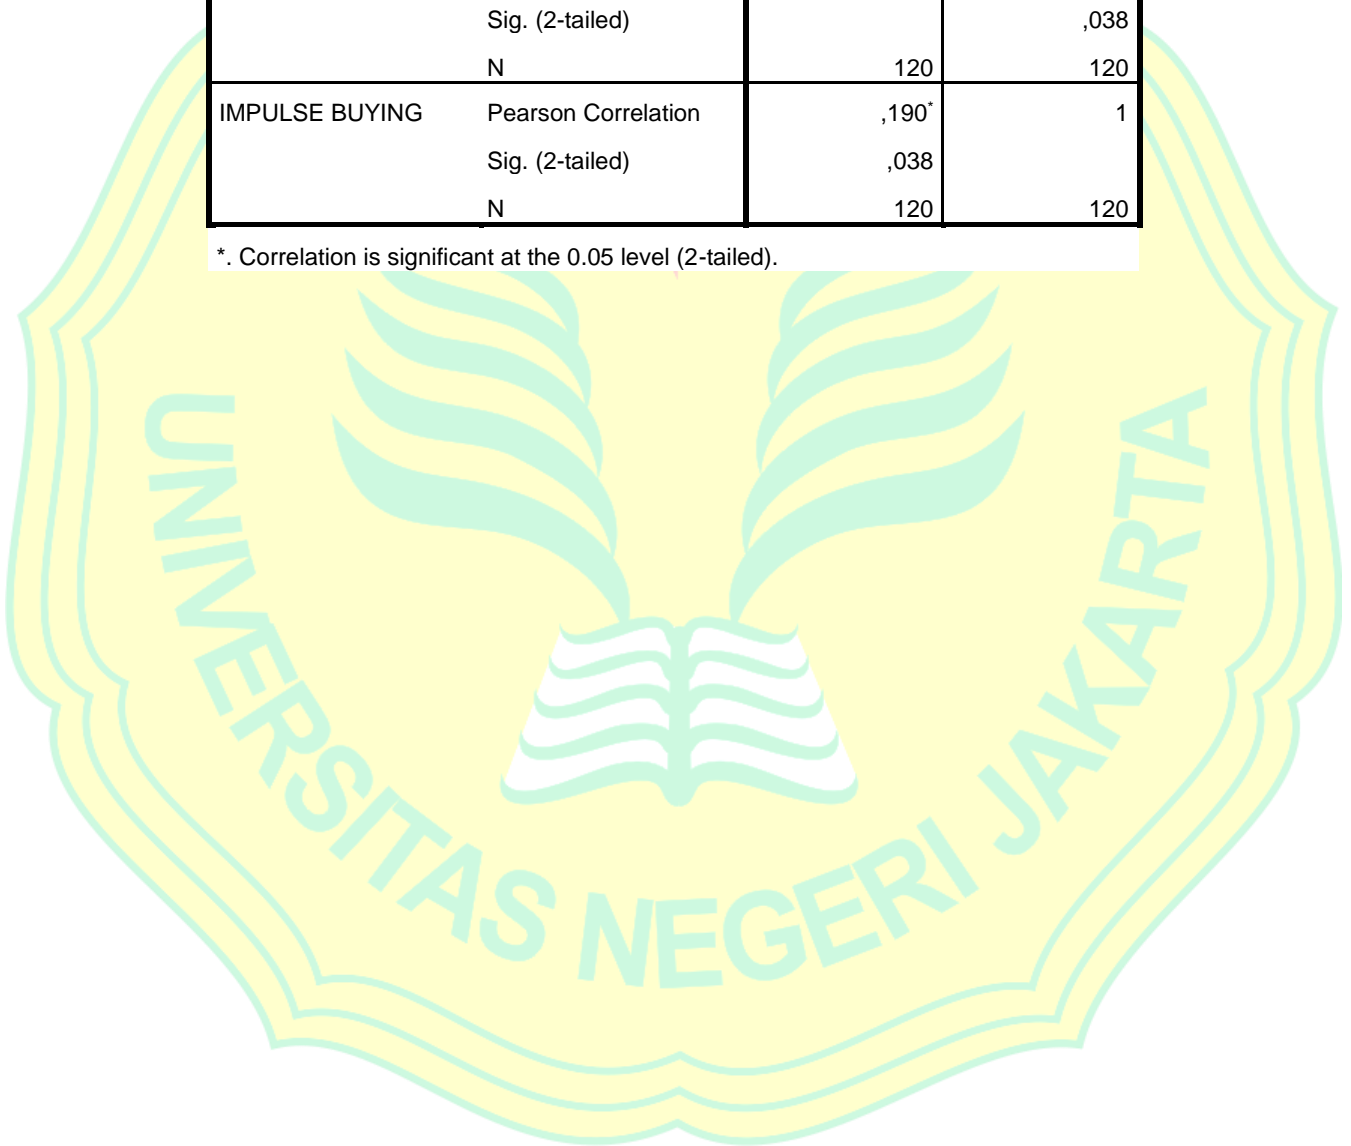 Sig. (2-tailed) ,038
N 120 120
IMPULSE BUYING Pearson Correlation ,190* 1
Sig. (2-tailed) ,038
N 120 120
*. Correlation is significant at the 0.05 level (2-tailed).
UNIVERSITAS NEGERI JAKARTA